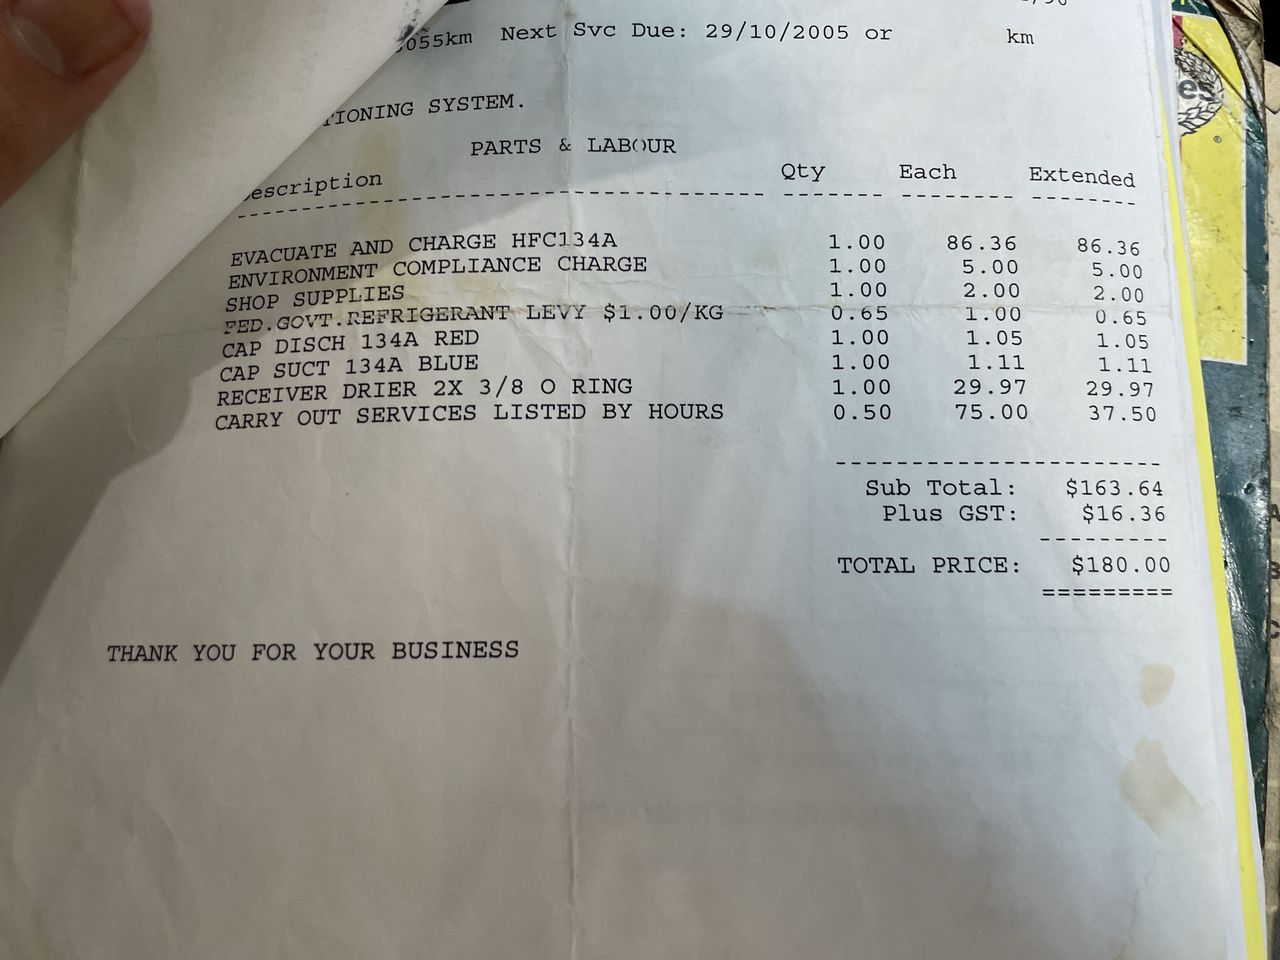 055km Next Svc Due: 29/10/2005 or km
TIONING SYSTEM.
PARTS & LABOUR
escription Qty Each Extended
EVACUATE AND CHARGE HFC134A 1.00 86.36 86.36
ENVIRONMENT COMPLIANCE CHARGE 1.00 5.00 5.00
SHOP SUPPLIES 1.00 2.00 2.00
FED.GOVT.REFRIGERANT LEVY $1.00/KG 0.65 1.00 0.65
CAP DISCH 134A RED 1.00 1.05 1.05
CAP SUCT 134A BLUE 1.00 1.11 1.11
RECEIVER DRIER 2X 3/8 O RING 1.00 29.97 29.97
CARRY OUT SERVICES LISTED BY HOURS 0.50 75.00 37.50
Sub Total: $163.64
Plus GST: $16.36
TOTAL PRICE: $180.00
THANK YOU FOR YOUR BUSINESS